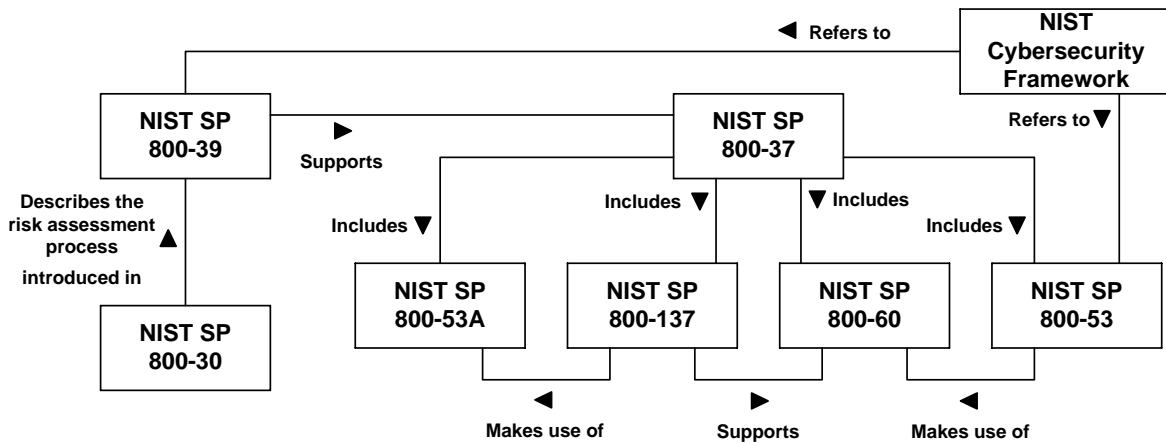 Refers to
NIST
Cybersecurity
Framework
NIST SP
800-39
Supports
NIST SP
800-37
Refers to
Describes the
risk assessment
process
introduced in
Includes
Includes
Includes
Includes
NIST SP
800-30
NIST SP
800-53A
NIST SP
800-137
NIST SP
800-60
NIST SP
800-53
Makes use of
Supports
Makes use of